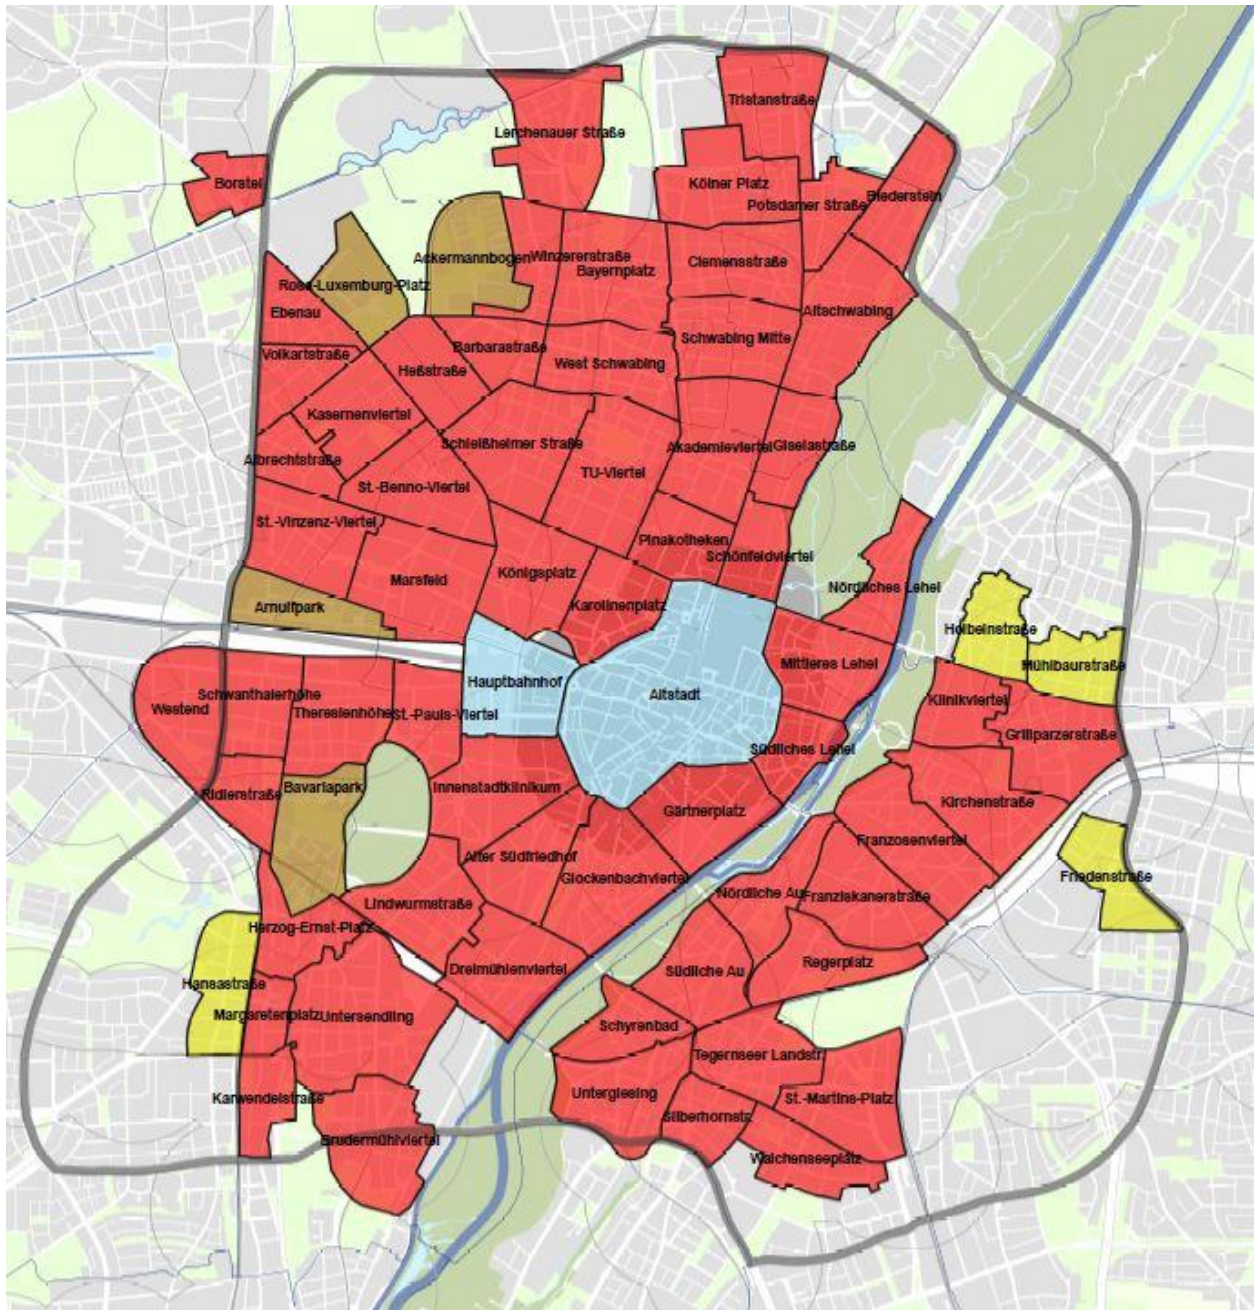 Tristanstraße
Lerchenauer Straße
Borstei
Kölner Platz
Potsdamer Straße
Biederstein
Ackermannbogen
Winzererstraße
Bayernplatz
Clemensstraße
Rosa-Luxemburg-Platz
Ebenau
Altschwabing
Volkartstraße
Barbarastraße
Schwabing Mitte
Heßstraße
West Schwabing
Kasernenviertel
Schleißheimer Straße
Akademieviertel
Giselastraße
Albrechtstraße
TU-Viertel
St.-Benno-Viertel
St.-Vinzenz-Viertel
Pinakotheken
Schönfeldviertel
Marsfeld
Königsplatz
Nördliches Lehel
Arnulfpark
Karolinenplatz
Holbeinstraße
Mittleres Lehel
Mühlbaurstraße
Hauptbahnhof
Altstadt
Schwanthalerhöhe
Westend
Theresienhöhe
St.-Pauls-Viertel
Klinikviertel
Grillparzerstraße
Südliches Lehel
Ridlerstraße
Bavariapark
Innenstadtklinikum
Gärtnerplatz
Kirchenstraße
Franzosenviertel
Alter Südfriedhof
Glockenbachviertel
Friedenstraße
Nördliche Au
Franziskanerstraße
Lindwurmstraße
Herzog-Ernst-Platz
Dreimühlenviertel
Südliche Au
Regerplatz
Hansastraße
Margaretenplatz
Untersendling
Schyrenbad
Tegernseer Landstr.
Karwendelstraße
Untergiesing
St.-Martins-Platz
Silberhornstr.
Brudermühlviertel
Walchenseeplatz